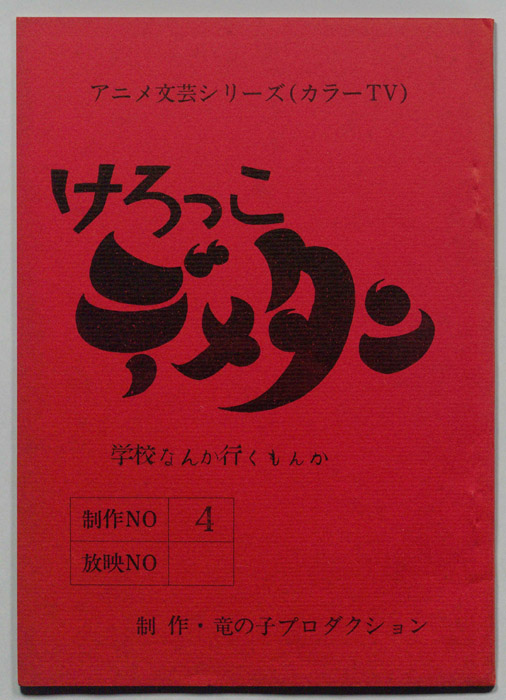 アニメ文芸シリーズ(カラーTV)
けろっこ
デメタン
学校なんか行くもんか
制作NO 4
放映NO
制作・竜の子プロダクション